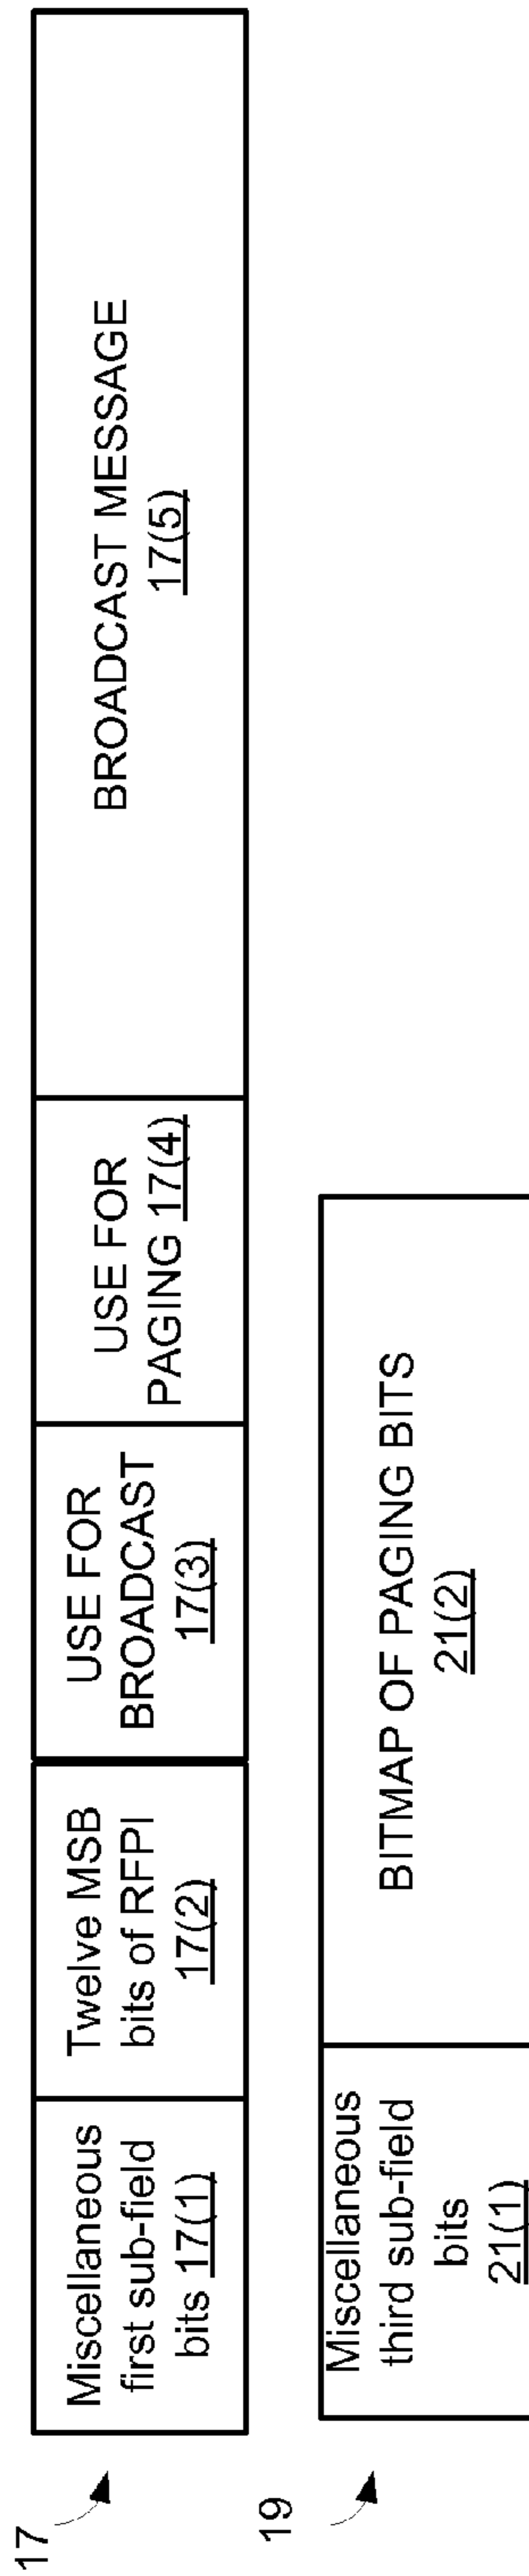 17
Miscellaneous
first sub-field
bits 17(1)
Twelve MSB
bits of RFPI
17(2)
USE FOR
BROADCAST
17(3)
USE FOR
PAGING 17(4)
BROADCAST MESSAGE
17(5)
19
Miscellaneous
third sub-field
bits
21(1)
BITMAP OF PAGING BITS
21(2)